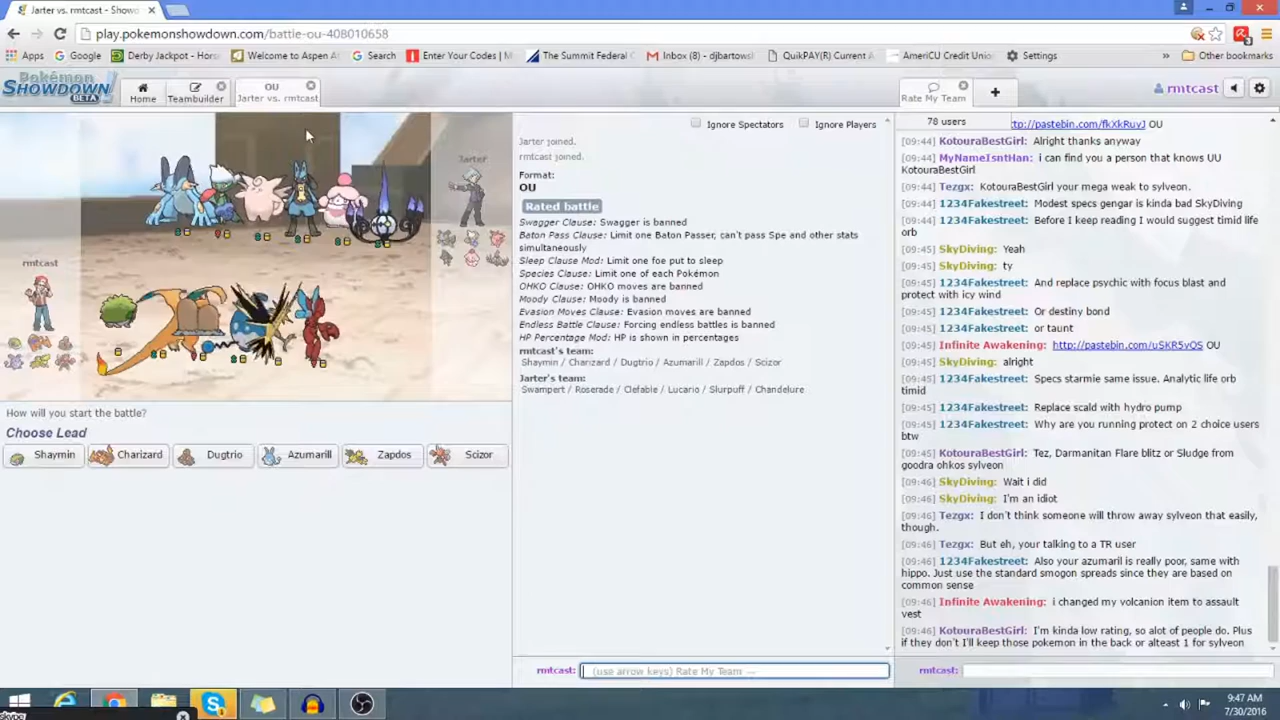 Jarter vs. rmtcast - Show
play.pokemonshowdown.com/battle-ou-408010658
Apps Google Derby Jackpot - Hors Welcome to Aspen A Search Enter Your Codes | M The Summit Federal C Inbox (70) - djbartows QuikPAY(R) Current A AmeriCU Credit Unio Settings » Other bookmarks
Pokémon
SHOWDOWN
BETA
Home
Teambuilder
OU
Jarter vs. rmtcast
Rate My Team
rmtcast
Jarter
rmtcast
How will you start the battle?
Choose Lead
Shaymin Charizard Dugtrio Azumarill Zapdos Scizor
Ignore Spectators Ignore Players
Jarter joined.
rmtcast joined.
Format:
OU
Rated battle
Swagger Clause: Swagger is banned
Baton Pass Clause: Limit one Baton Passer, can't pass Spe and other stats
simultaneously
Sleep Clause Mod: Limit one foe put to sleep
Species Clause: Limit one of each Pokémon
OHKO Clause: OHKO moves are banned
Moody Clause: Moody is banned
Evasion Moves Clause: Evasion moves are banned
Endless Battle Clause: Forcing endless battles is banned
HP Percentage Mod: HP is shown in percentages
rmtcast's team:
Shaymin / Charizard / Dugtrio / Azumarill / Zapdos / Scizor
Jarter's team:
Swampert / Roserade / Clefable / Lucario / Slurpuff / Chandelure
rmtcast: (use arrow keys) Rate My Team —
78 users
ttp://pastebin.com/fkXkRuyJ OU
[09:44] KotouraBestGirl: Alright thanks anyway
[09:44] MyNameIsntHan: i can find you a person that knows UU
KotouraBestGirl
[09:44] Tezgx: KotouraBestGirl your mega weak to sylveon.
[09:44] 1234Fakestreet: Modest specs gengar is kinda bad SkyDiving
[09:44] 1234Fakestreet: Before I keep reading I would suggest timid life
orb
[09:45] SkyDiving: Yeah
[09:45] SkyDiving: ty
[09:45] 1234Fakestreet: And replace psychic with focus blast and
protect with icy wind
[09:45] 1234Fakestreet: Or destiny bond
[09:45] 1234Fakestreet: or taunt
[09:45] Infinite Awakening: http://pastebin.com/uSKR5vQS OU
[09:45] SkyDiving: alright
[09:45] 1234Fakestreet: Specs starmie same issue. Analytic life orb
timid
[09:45] 1234Fakestreet: Replace scald with hydro pump
[09:45] 1234Fakestreet: Why are you running protect on 2 choice users
btw
[09:45] KotouraBestGirl: Tez, Darmanitan Flare blitz or Sludge from
goodra ohkos sylveon
[09:46] SkyDiving: Wait i did
[09:46] SkyDiving: I'm an idiot
[09:46] Tezgx: I don't think someone will throw away sylveon that easily,
though.
[09:46] Tezgx: But eh, your talking to a TR user
[09:46] 1234Fakestreet: Also your azumaril is really poor, same with
hippo. Just use the standard smogon spreads since they are based on
common sense
[09:46] Infinite Awakening: i changed my volcanion item to assault
vest
[09:46] KotouraBestGirl: I'm kinda low rating, so alot of people do. Plus
if they don't I'll keep those pokemon in the back or alteast 1 for sylveon
rmtcast:
skype
9:47 AM
7/30/2016